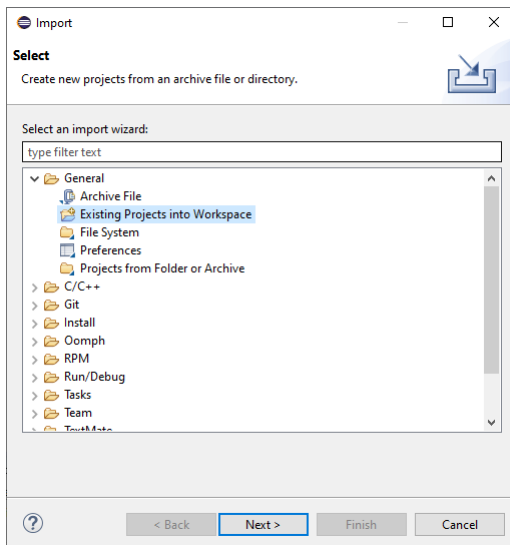 Import
Select
Create new projects from an archive file or directory.
Select an import wizard:
type filter text
General
Archive File
Existing Projects into Workspace
File System
Preferences
Projects from Folder or Archive
C/C++
Git
Install
Oomph
RPM
Run/Debug
Tasks
Team
TextMate
? < Back Next > Finish Cancel